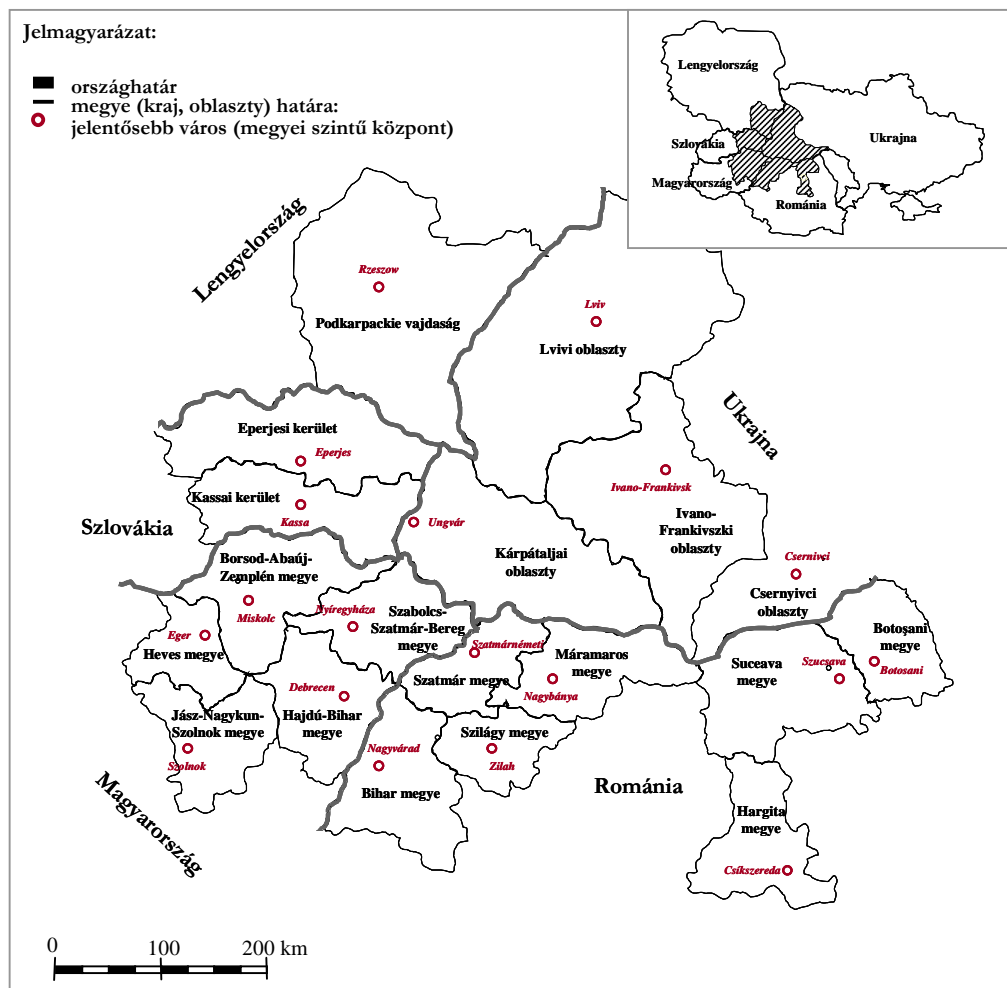 Jelmagyarázat:
országhatár
megye (kraj, oblaszty) határa:
jelentősebb város (megyei szintű központ)
Lengyelország
Ukrajna
Szlovákia
Magyarország
Románia
Lengyelország
Rzeszow
Podkarpackie vajdaság
Lviv
Lvivi oblaszty
Ukrajna
Eperjesi kerület
Eperjes
Kassai kerület
Kassa
Ungvár
Ivano-Frankivsk
Ivano-
Frankivszki
oblaszty
Szlovákia
Borsod-Abaúj-
Zemplén megye
Miskolc
Kárpátaljai
oblaszty
Csernivci
Csernyivci
oblaszty
Nyíregyháza
Szabolcs-
Szatmár-Bereg
megye
Eger
Heves megye
Szatmárnémeti
Szatmár megye
Máramaros
megye
Nagybánya
Suceava
megye
Szucsava
Botoşani
megye
Botosani
Debrecen
Hajdú-Bihar
megye
Jász-Nagykun-
Szolnok megye
Szolnok
Nagyvárad
Bihar megye
Szilágy megye
Zilah
Románia
Magyarország
Hargita
megye
Csíkszereda
0 100 200 km